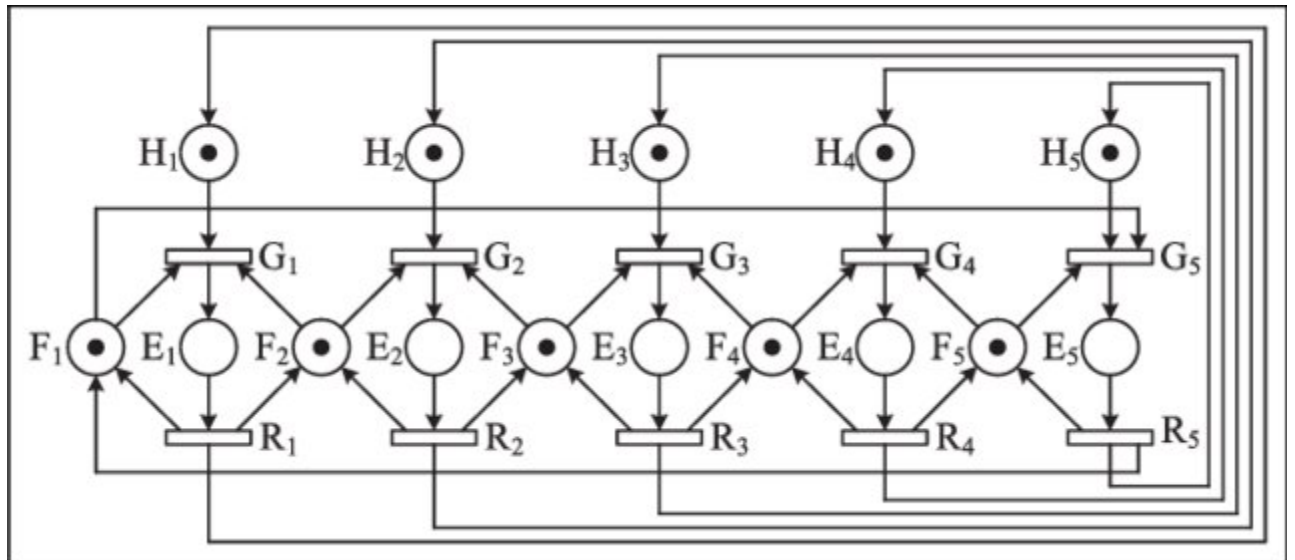 H₁ H₂ H₃ H₄ H₅
G₁ G₂ G₃ G₄ G₅
F₁ E₁ F₂ E₂ F₃ E₃ F₄ E₄ F₅ E₅
R₁ R₂ R₃ R₄ R₅